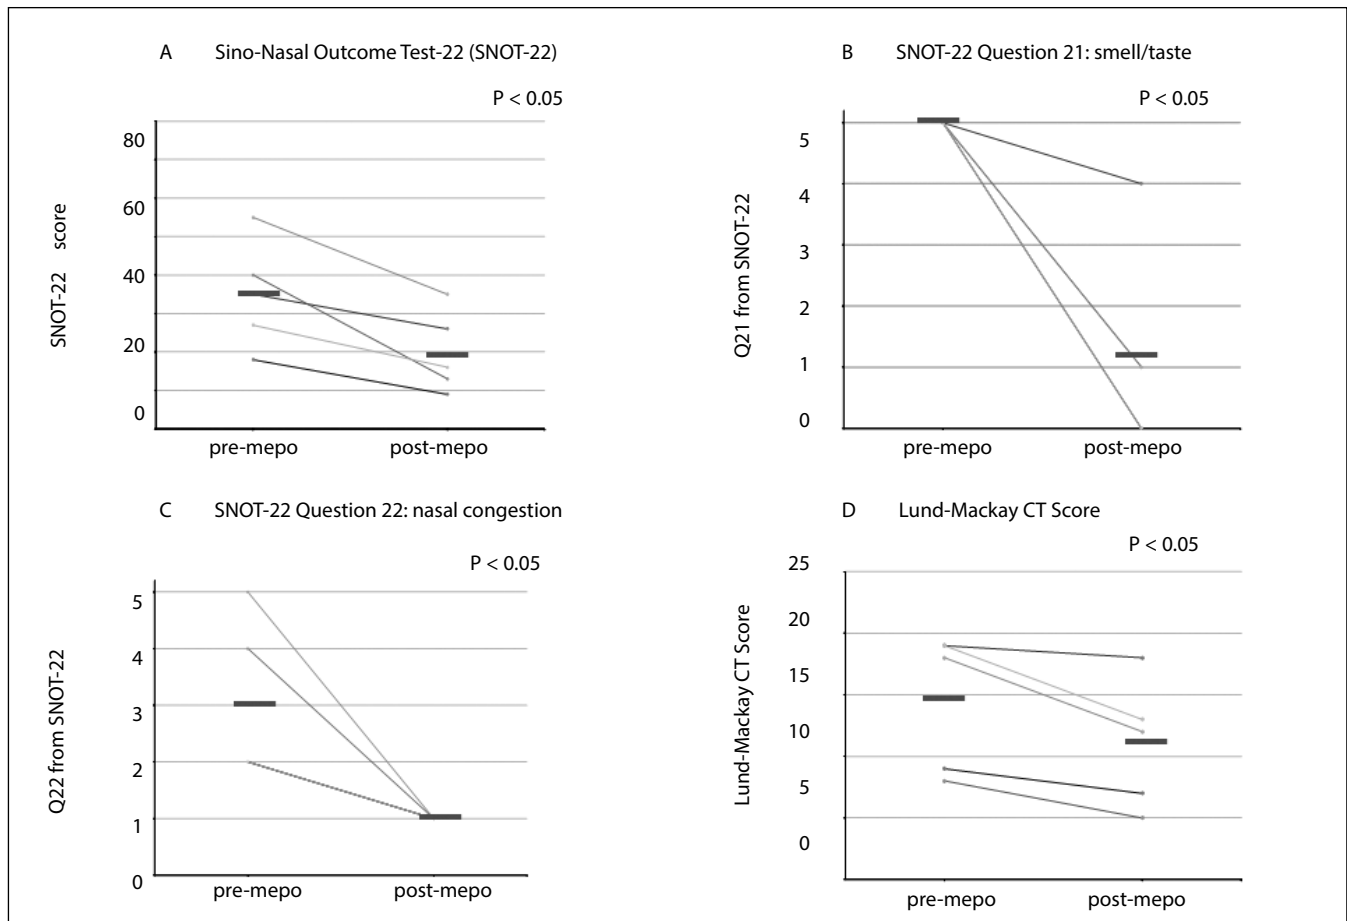 A Sino-Nasal Outcome Test-22 (SNOT-22)
P < 0.05
SNOT-22 score
80
60
40
20
0
pre-mepo post-mepo
B SNOT-22 Question 21: smell/taste
P < 0.05
Q21 from SNOT-22
5
4
3
2
1
0
pre-mepo post-mepo
C SNOT-22 Question 22: nasal congestion
P < 0.05
Q22 from SNOT-22
5
4
3
2
1
0
pre-mepo post-mepo
D Lund-Mackay CT Score
P < 0.05
Lund-Mackay CT Score
25
20
15
10
5
0
pre-mepo post-mepo